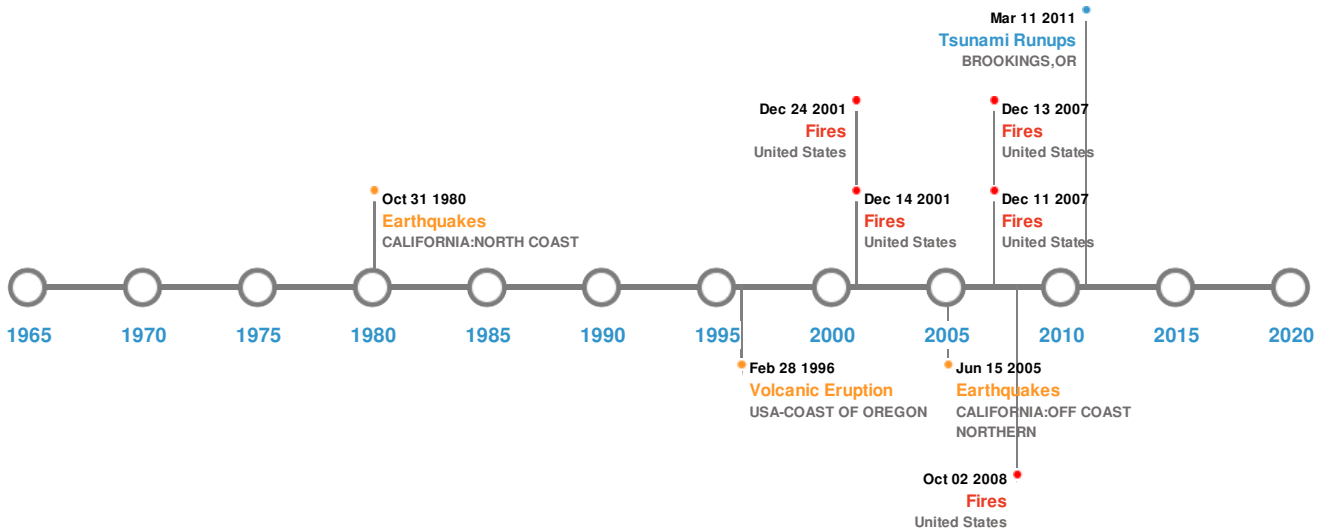 Mar 11 2011
Tsunami Runups
BROOKINGS,OR
Dec 24 2001
Fires
United States
Dec 13 2007
Fires
United States
Oct 31 1980
Earthquakes
CALIFORNIA:NORTH COAST
Dec 14 2001
Fires
United States
Dec 11 2007
Fires
United States
1965 1970 1975 1980 1985 1990 1995 2000 2005 2010 2015 2020
Feb 28 1996
Volcanic Eruption
USA-COAST OF OREGON
Jun 15 2005
Earthquakes
CALIFORNIA:OFF COAST
NORTHERN
Oct 02 2008
Fires
United States